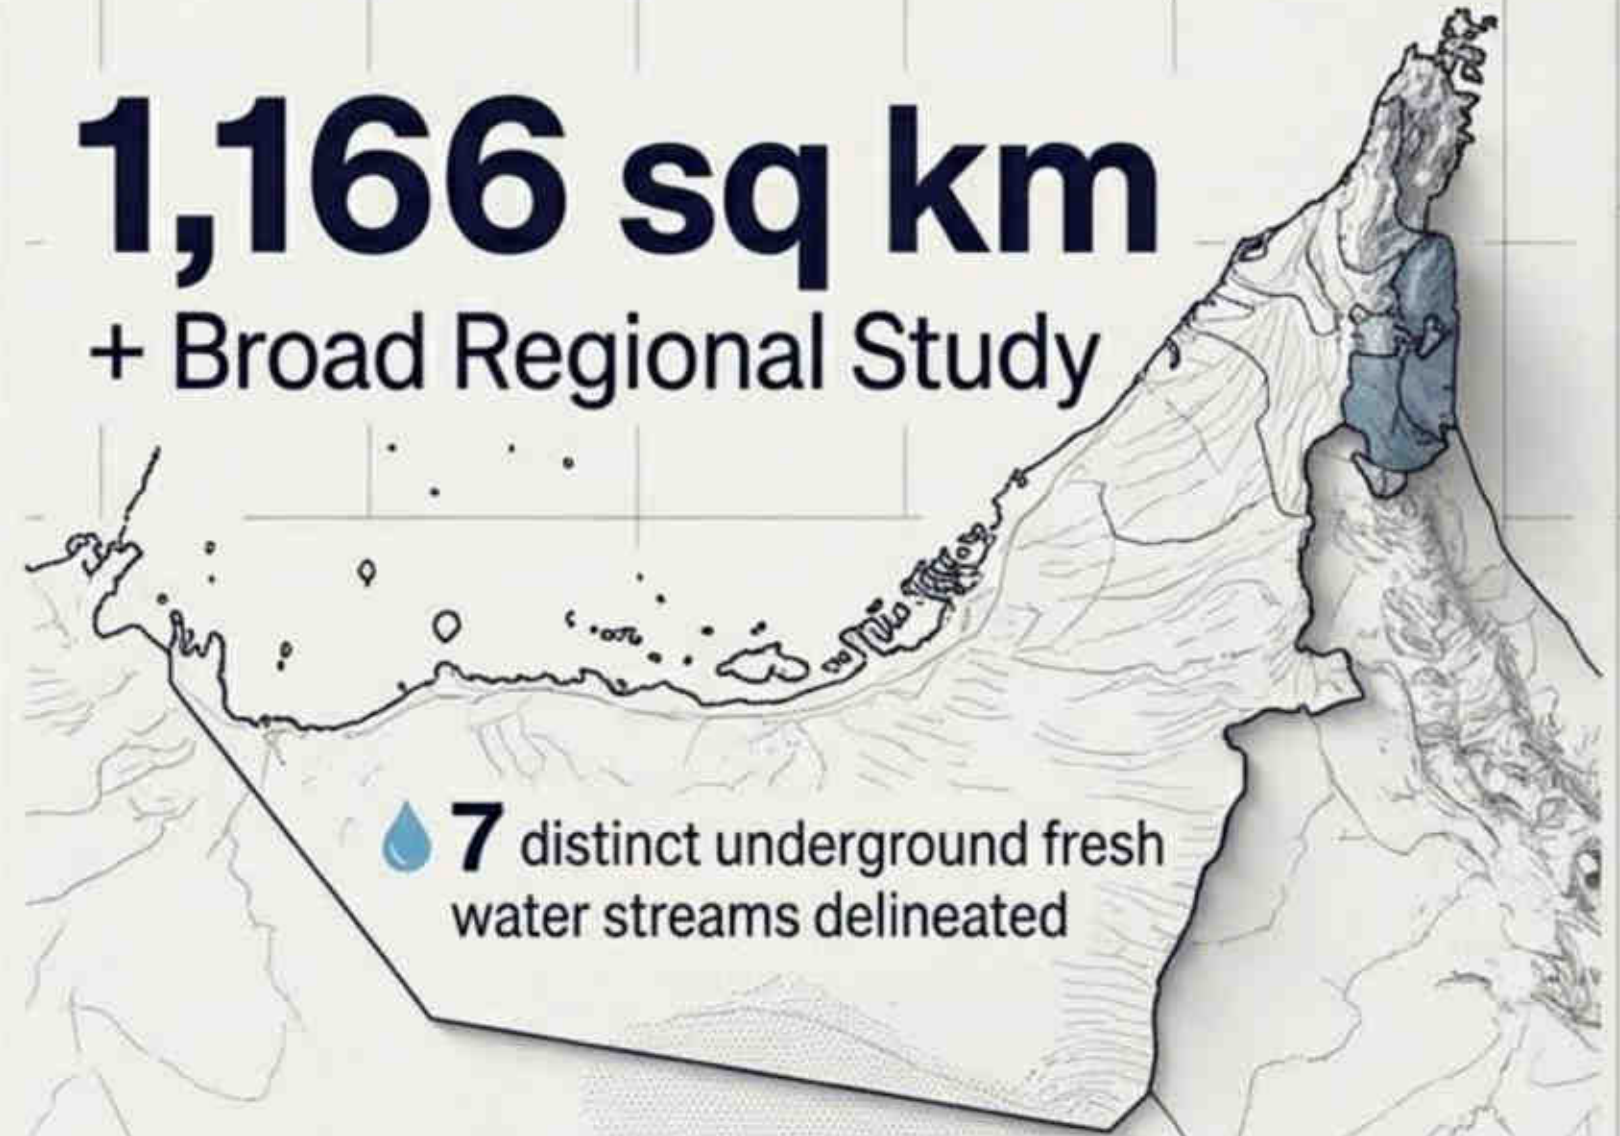 1,166 sq km
+ Broad Regional Study
7 distinct underground fresh
water streams delineated